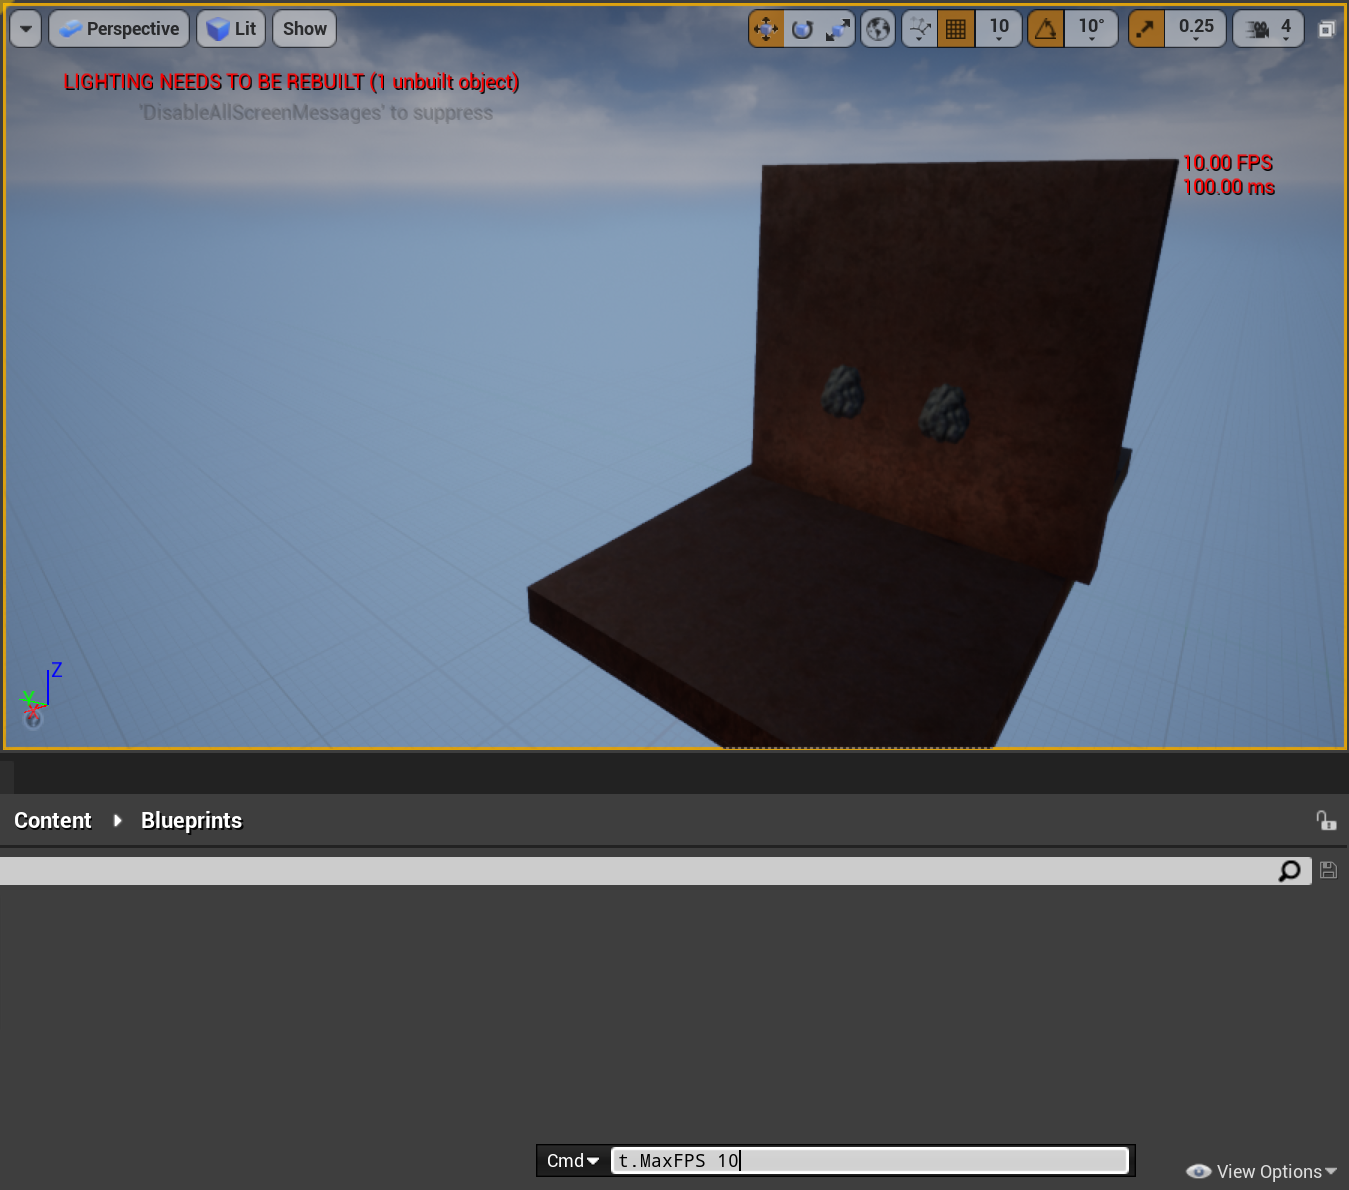 Perspective
Lit
Show
10
10°
0.25
4
LIGHTING NEEDS TO BE REBUILT (1 unbuilt object)
'DisableAllScreenMessages' to suppress
10.00 FPS
100.00 ms
Z
Y
X
Content
Blueprints
Cmd
t.MaxFPS 10
View Options